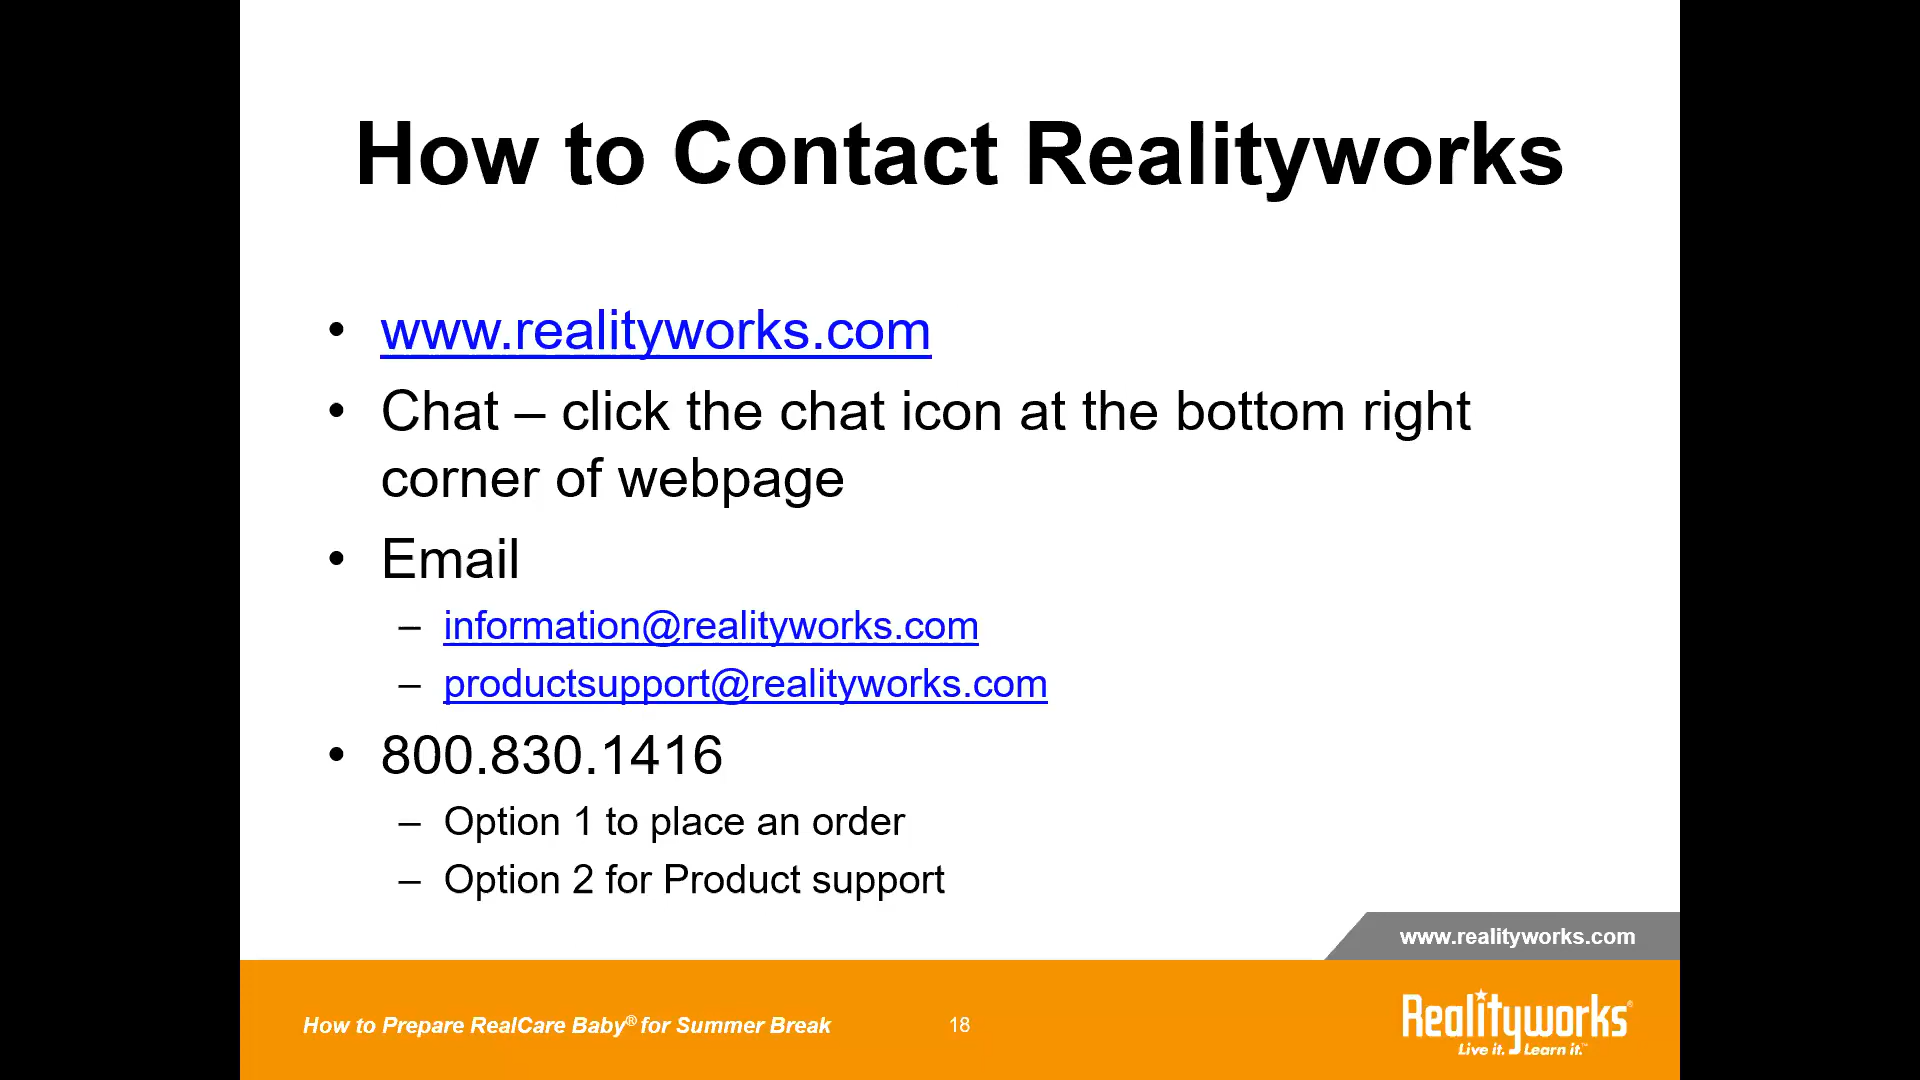 How to Contact Realityworks
• www.realityworks.com
• Chat – click the chat icon at the bottom right
corner of webpage
• Email
– information@realityworks.com
– productsupport@realityworks.com
• 800.830.1416
– Option 1 to place an order
– Option 2 for Product support
www.realityworks.com
How to Prepare RealCare Baby® for Summer Break
18
Realityworks®
Live it. Learn it.™